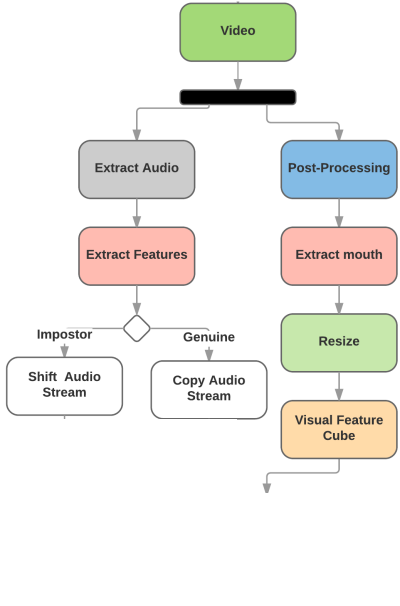 Video
Extract Audio
Post-Processing
Extract Features
Extract mouth
Impostor
Genuine
Resize
Shift Audio
Stream
Copy Audio
Stream
Visual Feature
Cube